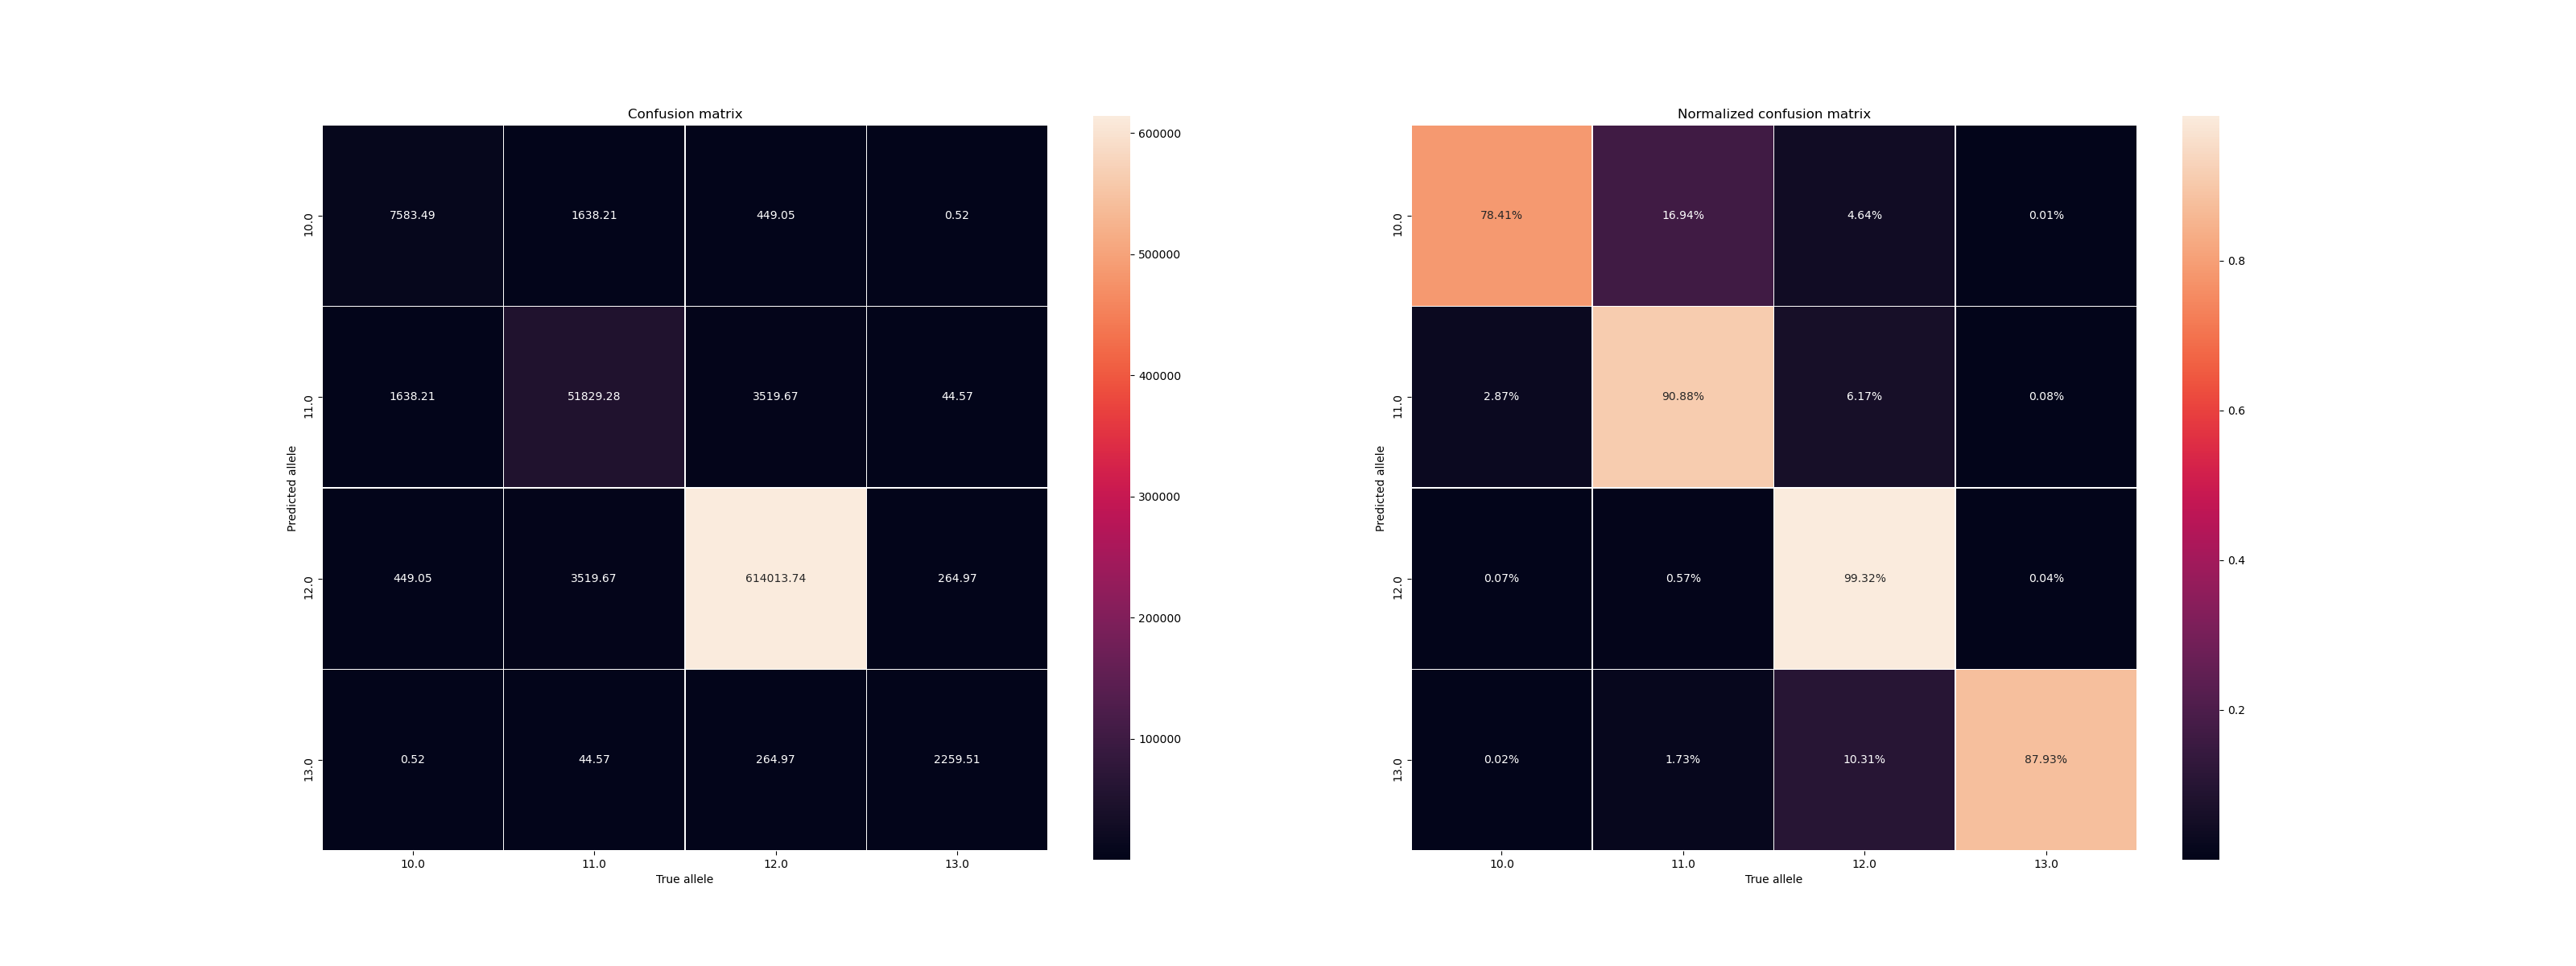 Confusion matrix
10.0 7583.49 1638.21 449.05 0.52
11.0 1638.21 51829.28 3519.67 44.57
12.0 449.05 3519.67 614013.74 264.97
13.0 0.52 44.57 264.97 2259.51
10.0 11.0 12.0 13.0
True allele
Predicted allele
600000
500000
400000
300000
200000
100000
Normalized confusion matrix
10.0 78.41% 16.94% 4.64% 0.01%
11.0 2.87% 90.88% 6.17% 0.08%
12.0 0.07% 0.57% 99.32% 0.04%
13.0 0.02% 1.73% 10.31% 87.93%
10.0 11.0 12.0 13.0
True allele
Predicted allele
0.8
0.6
0.4
0.2